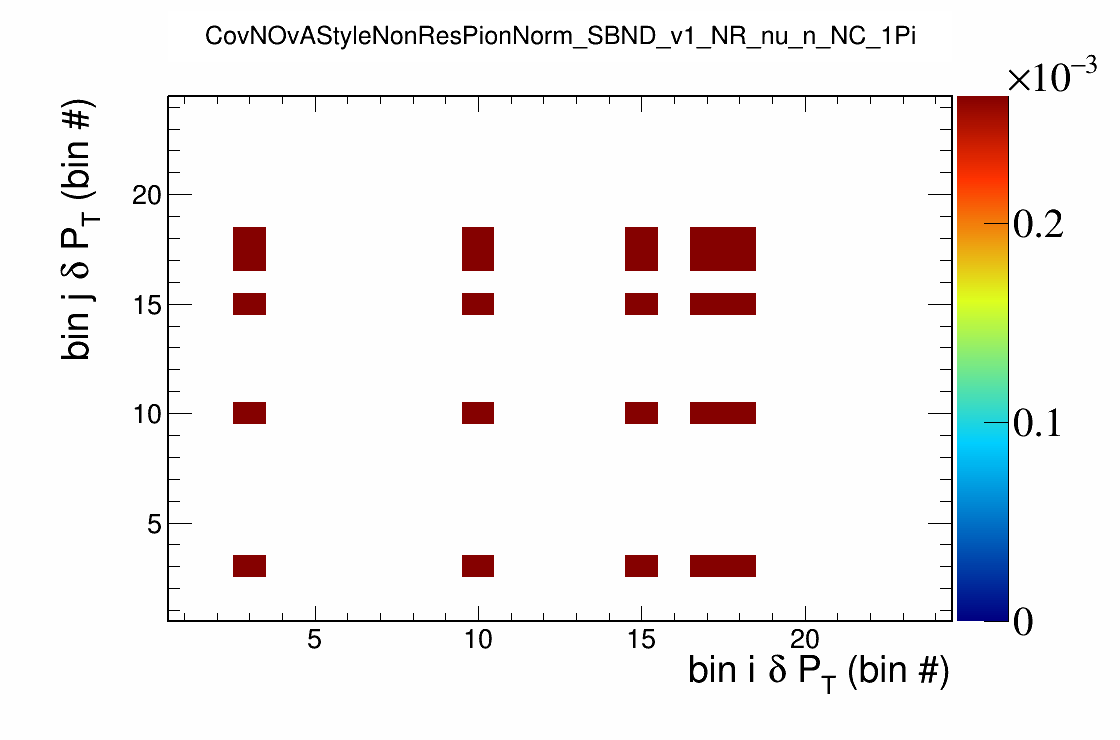 CovNOvAStyleNonResPionNorm_SBND_v1_NR_nu_n_NC_1Pi
×10⁻³
bin j δ P_T (bin #)
20
15
10
5
5 10 15 20
bin i δ P_T (bin #)
0.2
0.1
0